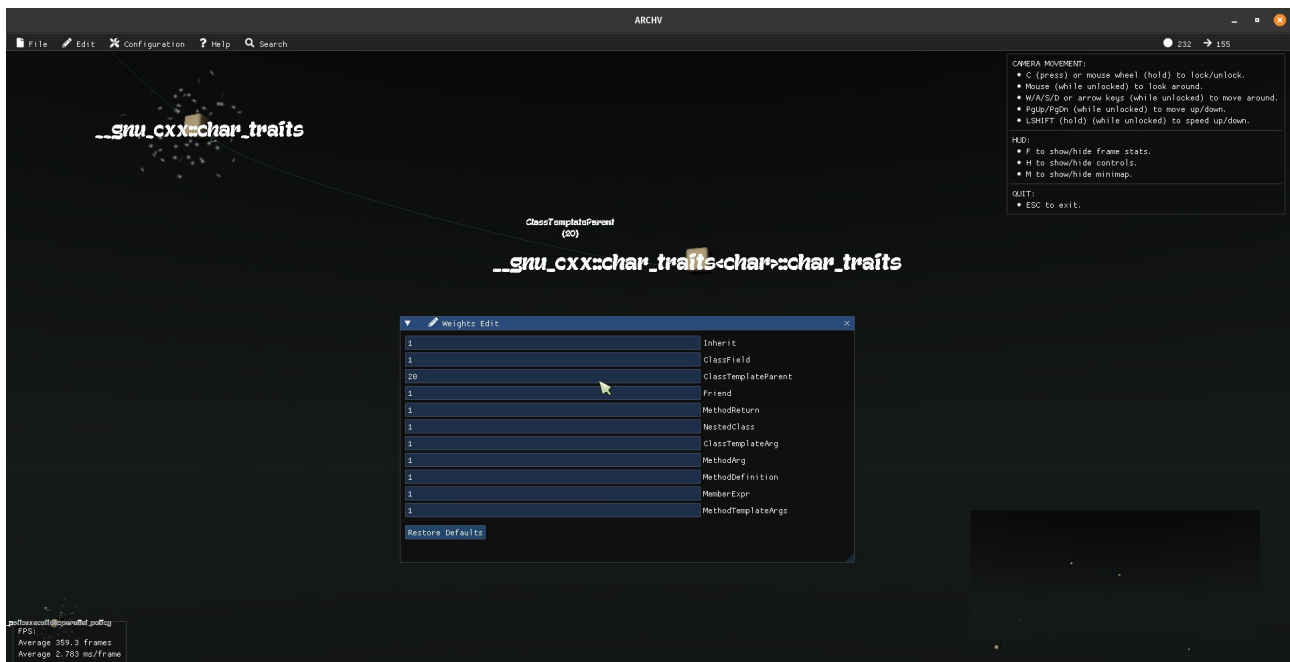 ARCHV
File Edit Configuration ? Help Search 232 → 155
CAMERA MOVEMENT:
• C (press) or mouse wheel (hold) to lock/unlock.
• Mouse (while unlocked) to look around.
• W/A/S/D or arrow keys (while unlocked) to move around.
• PgUp/PgDn (while unlocked) to move up/down.
• LSHIFT (hold) (while unlocked) to speed up/down.
HUD:
• F to show/hide frame stats.
• H to show/hide controls.
• M to show/hide minimap.
QUIT:
• ESC to exit.
__gnu_cxx::char_traits
ClassTemplateParent
{20}
__gnu_cxx::char_traits<char>::char_traits
Weights Edit
1 Inherit
1 ClassField
20 ClassTemplateParent
1 Friend
1 MethodReturn
1 NestedClass
1 ClassTemplateArg
1 MethodArg
1 MethodDefinition
1 MemberExpr
1 MethodTemplateArgs
Restore Defaults
FPS:
Average 359.3 frames
Average 2.783 ms/frame